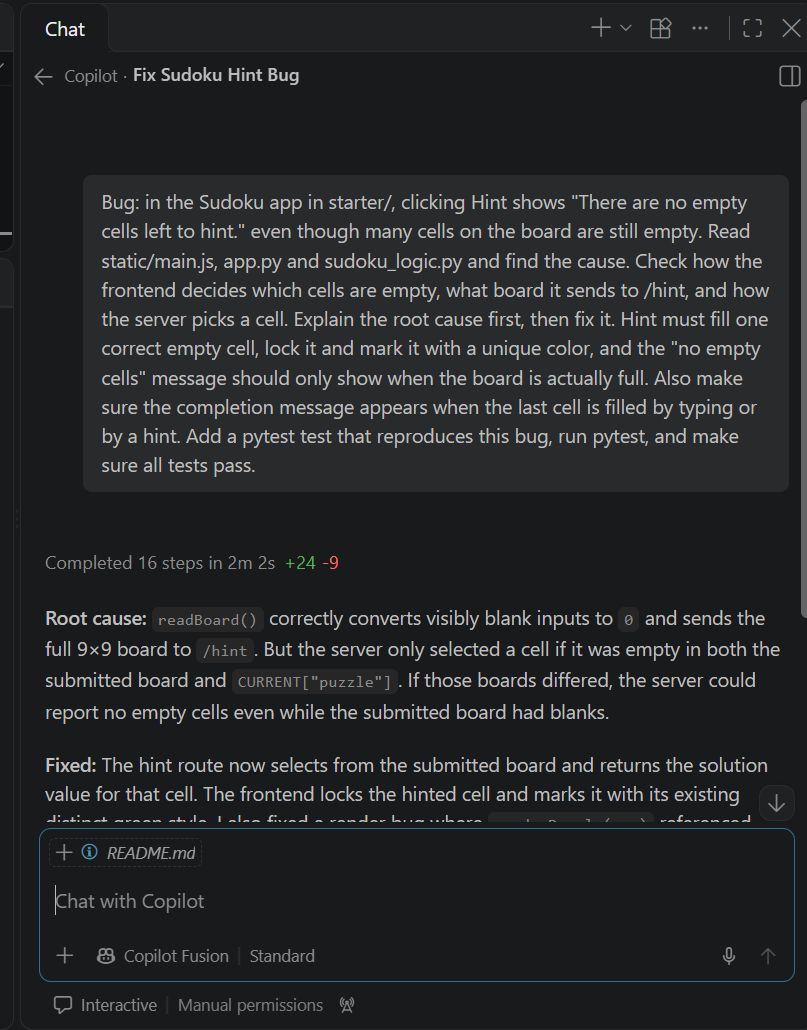 Chat
Copilot · Fix Sudoku Hint Bug
Bug: in the Sudoku app in starter/, clicking Hint shows "There are no empty
cells left to hint." even though many cells on the board are still empty. Read
static/main.js, app.py and sudoku_logic.py and find the cause. Check how the
frontend decides which cells are empty, what board it sends to /hint, and how
the server picks a cell. Explain the root cause first, then fix it. Hint must fill one
correct empty cell, lock it and mark it with a unique color, and the "no empty
cells" message should only show when the board is actually full. Also make
sure the completion message appears when the last cell is filled by typing or
by a hint. Add a pytest test that reproduces this bug, run pytest, and make
sure all tests pass.
Completed 16 steps in 2m 2s +24 -9
Root cause: readBoard() correctly converts visibly blank inputs to 0 and sends the
full 9×9 board to /hint. But the server only selected a cell if it was empty in both the
submitted board and CURRENT["puzzle"]. If those boards differed, the server could
report no empty cells even while the submitted board had blanks.
Fixed: The hint route now selects from the submitted board and returns the solution
value for that cell. The frontend locks the hinted cell and marks it with its existing
distinct green style. I also fixed a render bug where referenced
README.md
Chat with Copilot
Copilot Fusion Standard
Interactive Manual permissions